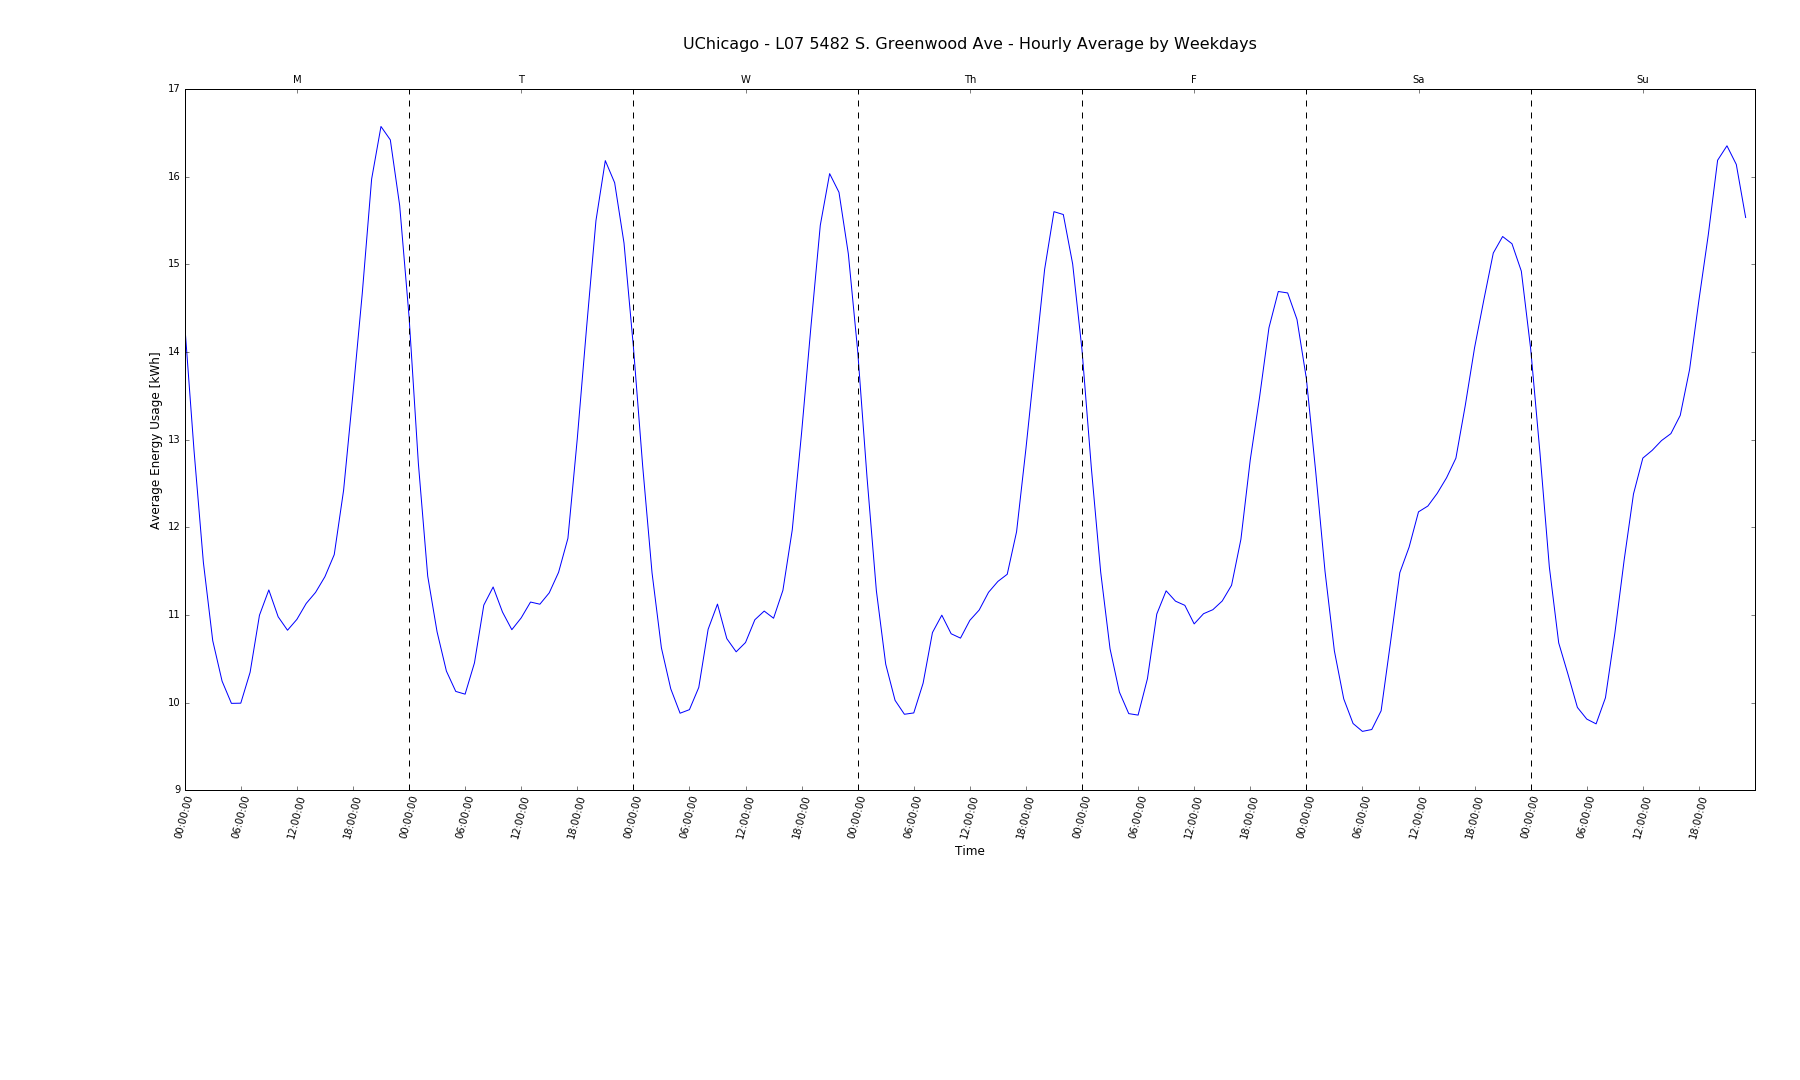 UChicago - L07 5482 S. Greenwood Ave - Hourly Average by Weekdays
M T W Th F Sa Su
17
16
15
14
13
12
11
10
9
Average Energy Usage [kWh]
00:00:00 06:00:00 12:00:00 18:00:00 00:00:00 06:00:00 12:00:00 18:00:00 00:00:00 06:00:00 12:00:00 18:00:00 00:00:00 06:00:00 12:00:00 18:00:00 00:00:00 06:00:00 12:00:00 18:00:00 00:00:00 06:00:00 12:00:00 18:00:00 00:00:00 06:00:00 12:00:00 18:00:00
Time